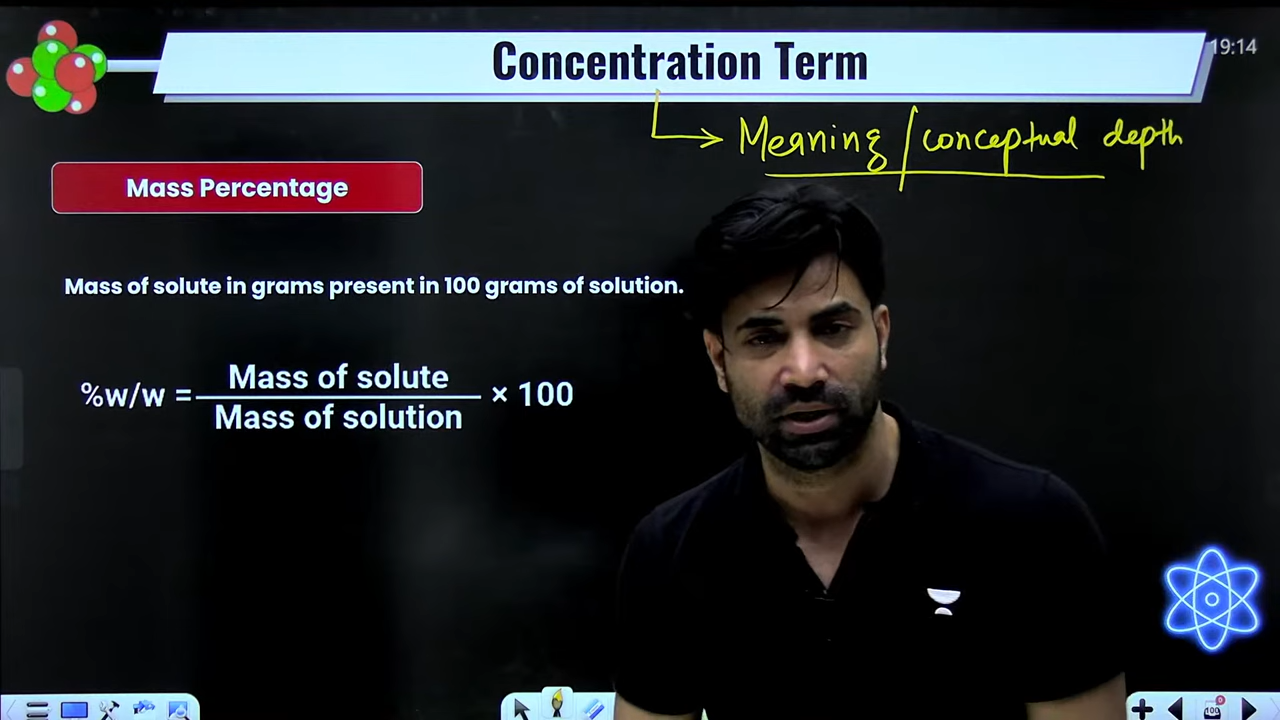 Concentration Term
19:14
Meaning/conceptual depth
Mass Percentage
Mass of solute in grams present in 100 grams of solution.
%w/w = Mass of solute / Mass of solution × 100